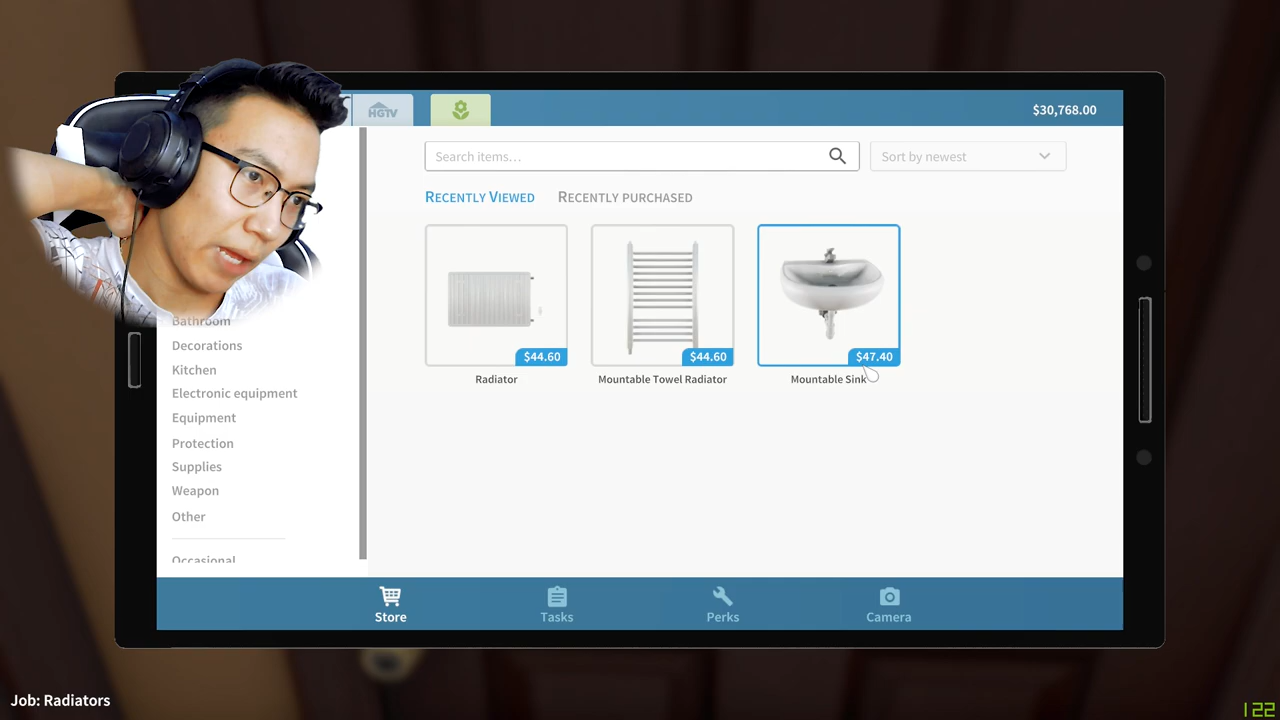 HGTV
$30,768.00
Search items...
Sort by newest
RECENTLY VIEWED
RECENTLY PURCHASED
$44.60
$44.60
$47.40
Radiator
Mountable Towel Radiator
Mountable Sink
Bathroom
Decorations
Kitchen
Electronic equipment
Equipment
Protection
Supplies
Weapon
Other
Occasional
Store
Tasks
Perks
Camera
Job: Radiators
122